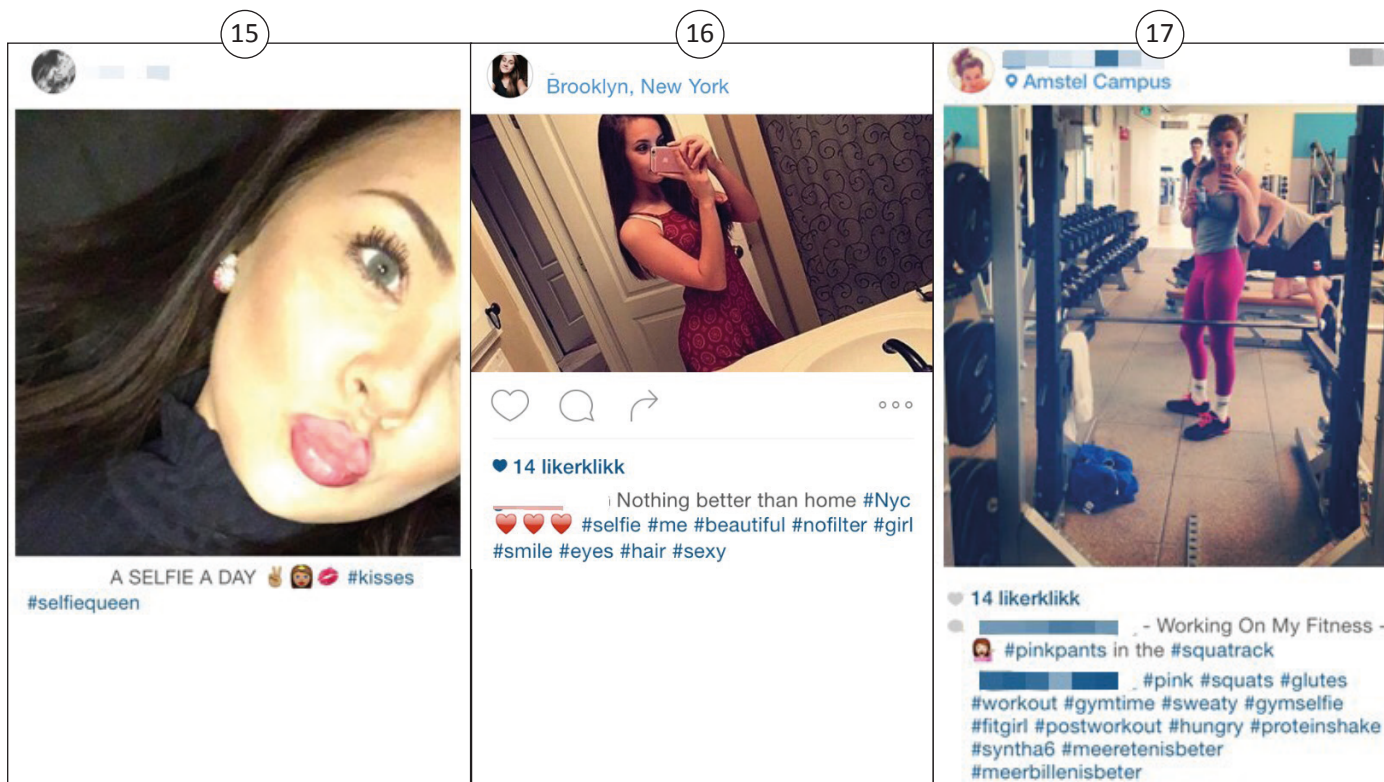 15
A SELFIE A DAY ✌🏽👸🏽💋 #kisses
#selfiequeen
16
Brooklyn, New York
14 likerklikk
Nothing better than home #Nyc
❤️❤️❤️ #selfie #me #beautiful #nofilter #girl
#smile #eyes #hair #sexy
17
Amstel Campus
14 likerklikk
- Working On My Fitness -
💁🏽 #pinkpants in the #squatrack
#pink #squats #glutes
#workout #gymtime #sweaty #gymselfie
#fitgirl #postworkout #hungry #proteinshake
#syntha6 #meeretenisbeter
#meerbillenisbeter